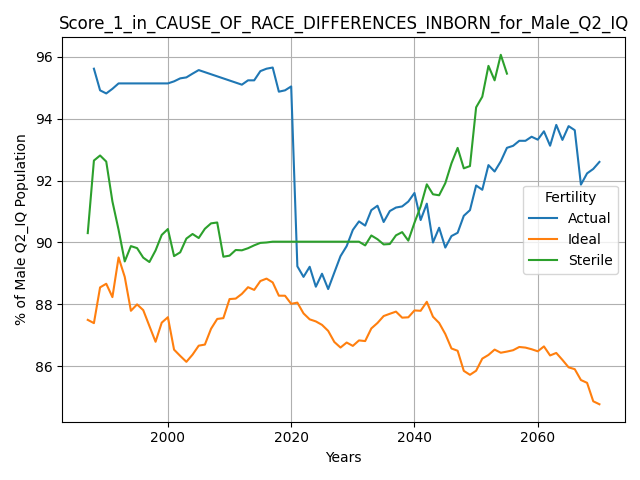 Score_1_in_CAUSE_OF_RACE_DIFFERENCES_INBORN_for_Male_Q2_IQ
% of Male Q2_IQ Population
96
94
92
90
88
86
Fertility
Actual
Ideal
Sterile
2000 2020 2040 2060
Years